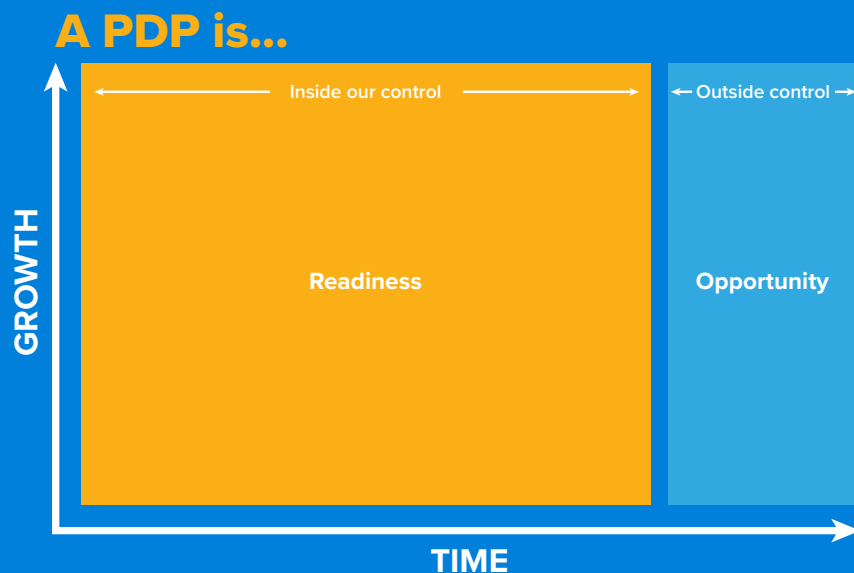 A PDP is...
Inside our control
Outside control
GROWTH
Readiness
Opportunity
TIME